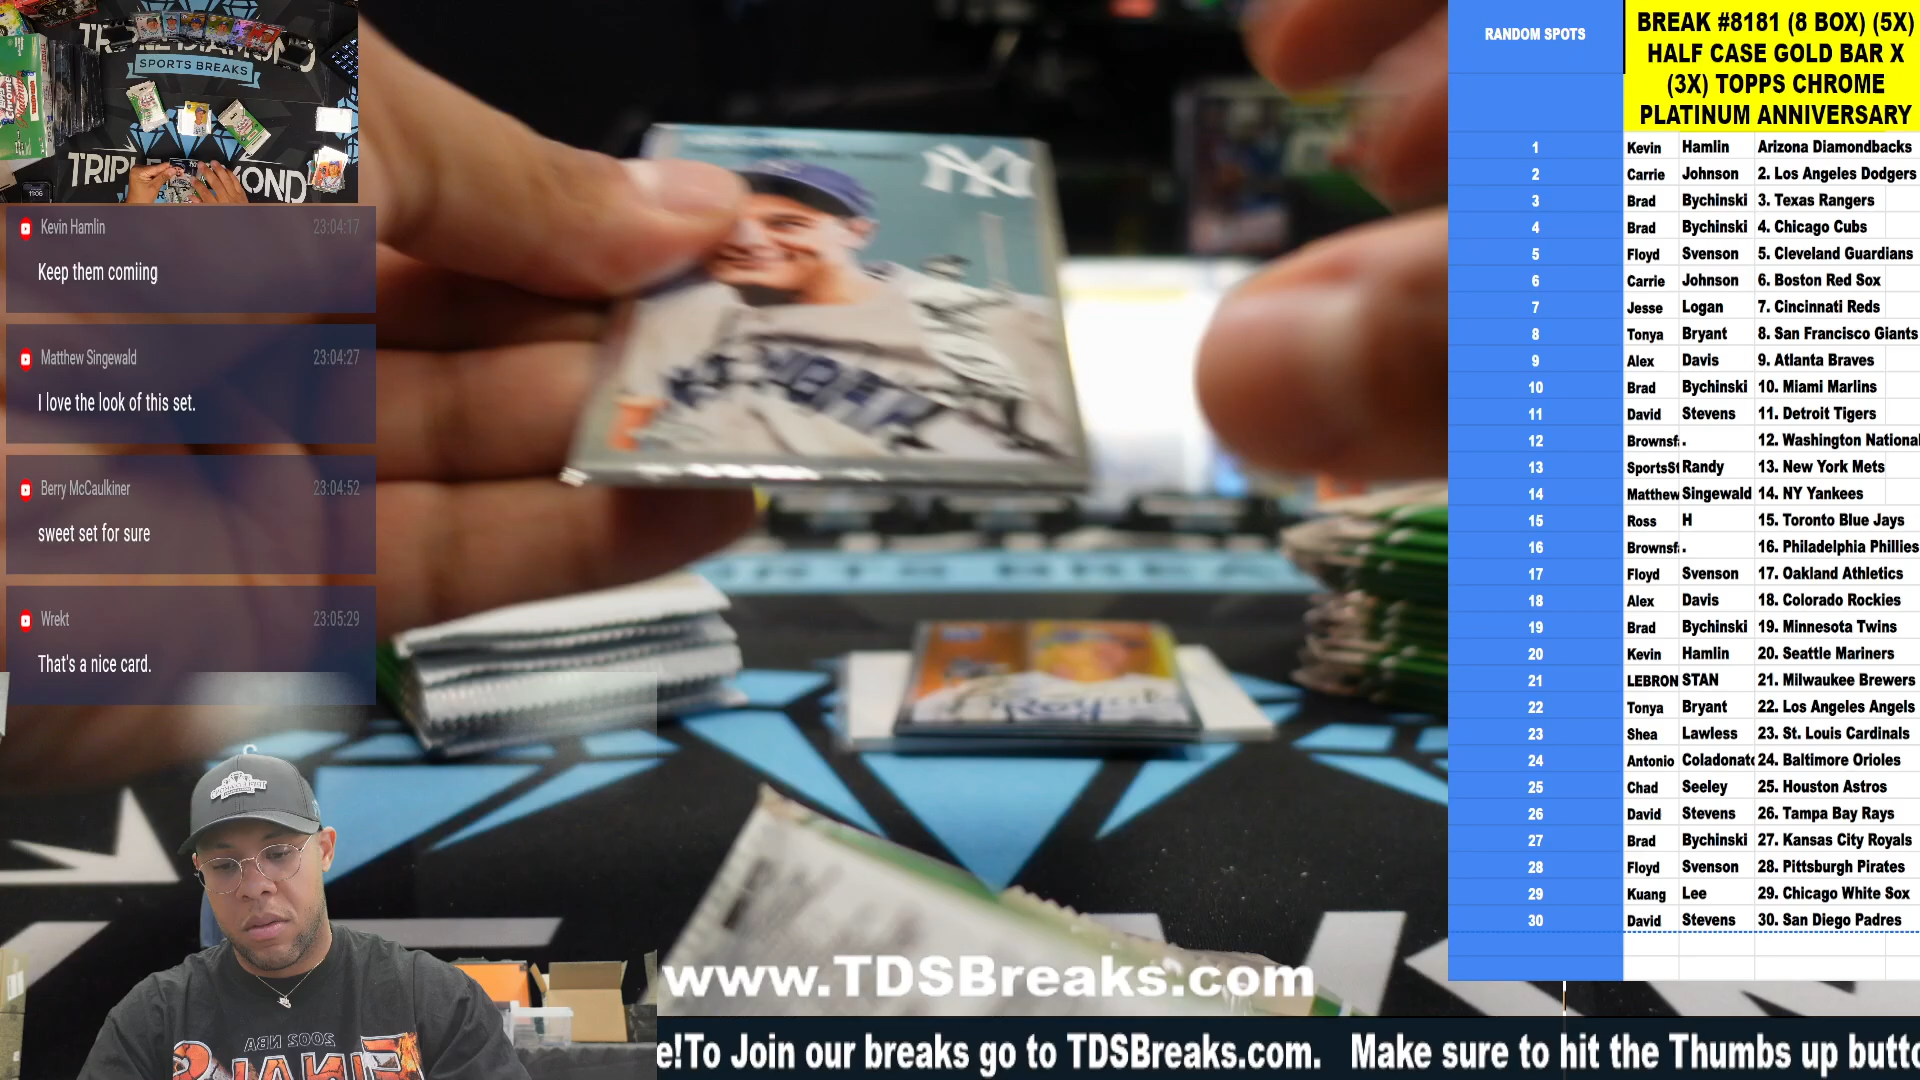 TRIPLE DIAMOND
SPORTS BREAKS
Kevin Hamlin 23:04:17
Keep them comiing
Matthew Singewald 23:04:27
I love the look of this set.
Berry McCaulkiner 23:04:52
sweet set for sure
Wrekt 23:05:29
That's a nice card.
NY
www.TDSBreaks.com
e!To Join our breaks go to TDSBreaks.com. Make sure to hit the Thumbs up butto
2002 NBA
FINALS
RANDOM SPOTS
BREAK #8181 (8 BOX) (5X)
HALF CASE GOLD BAR X
(3X) TOPPS CHROME
PLATINUM ANNIVERSARY
1 Kevin Hamlin Arizona Diamondbacks
2 Carrie Johnson 2. Los Angeles Dodgers
3 Brad Bychinski 3. Texas Rangers
4 Brad Bychinski 4. Chicago Cubs
5 Floyd Svenson 5. Cleveland Guardians
6 Carrie Johnson 6. Boston Red Sox
7 Jesse Logan 7. Cincinnati Reds
8 Tonya Bryant 8. San Francisco Giants
9 Alex Davis 9. Atlanta Braves
10 Brad Bychinski 10. Miami Marlins
11 David Stevens 11. Detroit Tigers
12 Brownsf . 12. Washington National
13 SportsSt Randy 13. New York Mets
14 Matthew Singewald 14. NY Yankees
15 Ross H 15. Toronto Blue Jays
16 Brownsf . 16. Philadelphia Phillies
17 Floyd Svenson 17. Oakland Athletics
18 Alex Davis 18. Colorado Rockies
19 Brad Bychinski 19. Minnesota Twins
20 Kevin Hamlin 20. Seattle Mariners
21 LEBRON STAN 21. Milwaukee Brewers
22 Tonya Bryant 22. Los Angeles Angels
23 Shea Lawless 23. St. Louis Cardinals
24 Antonio Coladonato 24. Baltimore Orioles
25 Chad Seeley 25. Houston Astros
26 David Stevens 26. Tampa Bay Rays
27 Brad Bychinski 27. Kansas City Royals
28 Floyd Svenson 28. Pittsburgh Pirates
29 Kuang Lee 29. Chicago White Sox
30 David Stevens 30. San Diego Padres